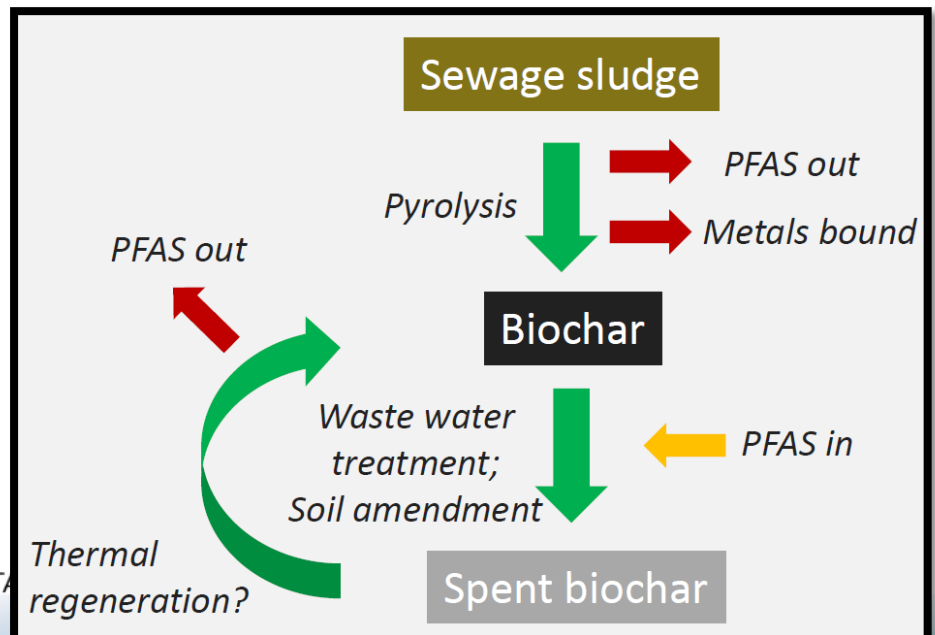 Sewage sludge
PFAS out
Pyrolysis
Metals bound
PFAS out
Biochar
Waste water
treatment;
Soil amendment
PFAS in
Thermal
regeneration?
Spent biochar